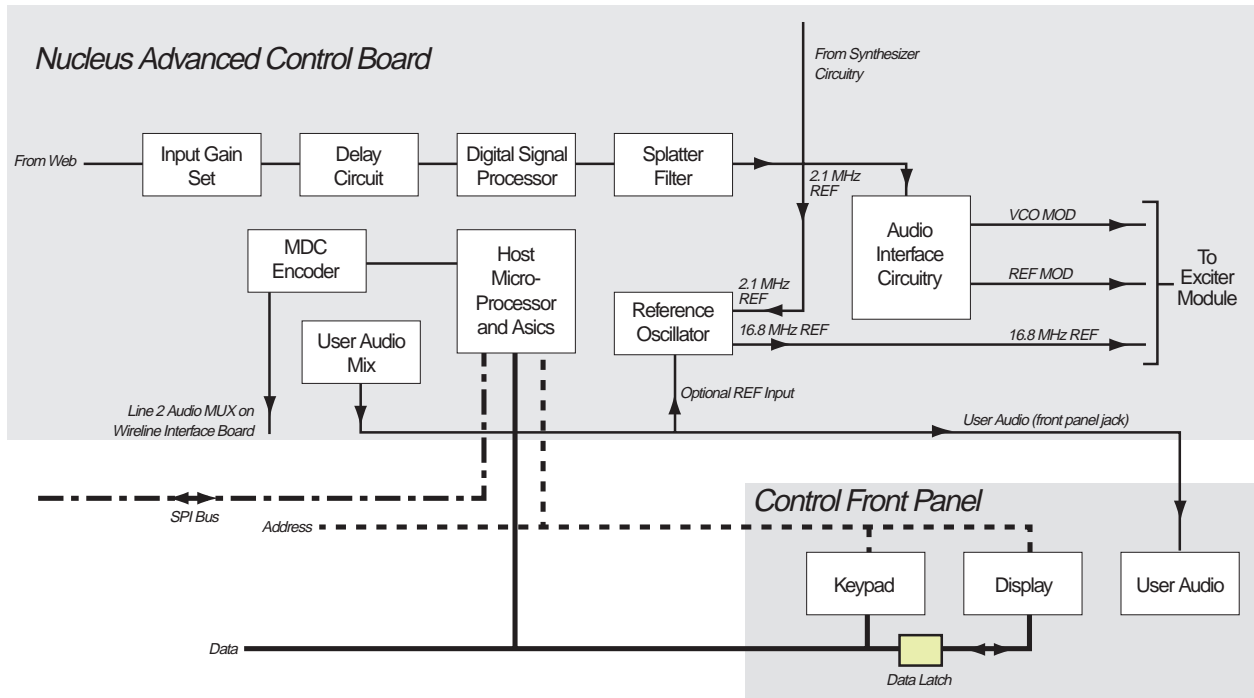 Nucleus Advanced Control Board
From Synthesizer
Circuitry
From Web
Input Gain
Set
Delay
Circuit
Digital Signal
Processor
Splatter
Filter
2.1 MHz
REF
Audio
Interface
Circuitry
VCO MOD
REF MOD
16.8 MHz REF
To
Exciter
Module
MDC
Encoder
Host
Micro-
Processor
and Asics
2.1 MHz
REF
Reference
Oscillator
16.8 MHz REF
User Audio
Mix
Optional REF Input
Line 2 Audio MUX on
Wireline Interface Board
User Audio (front panel jack)
SPI Bus
Address
Control Front Panel
Keypad
Display
User Audio
Data
Data Latch